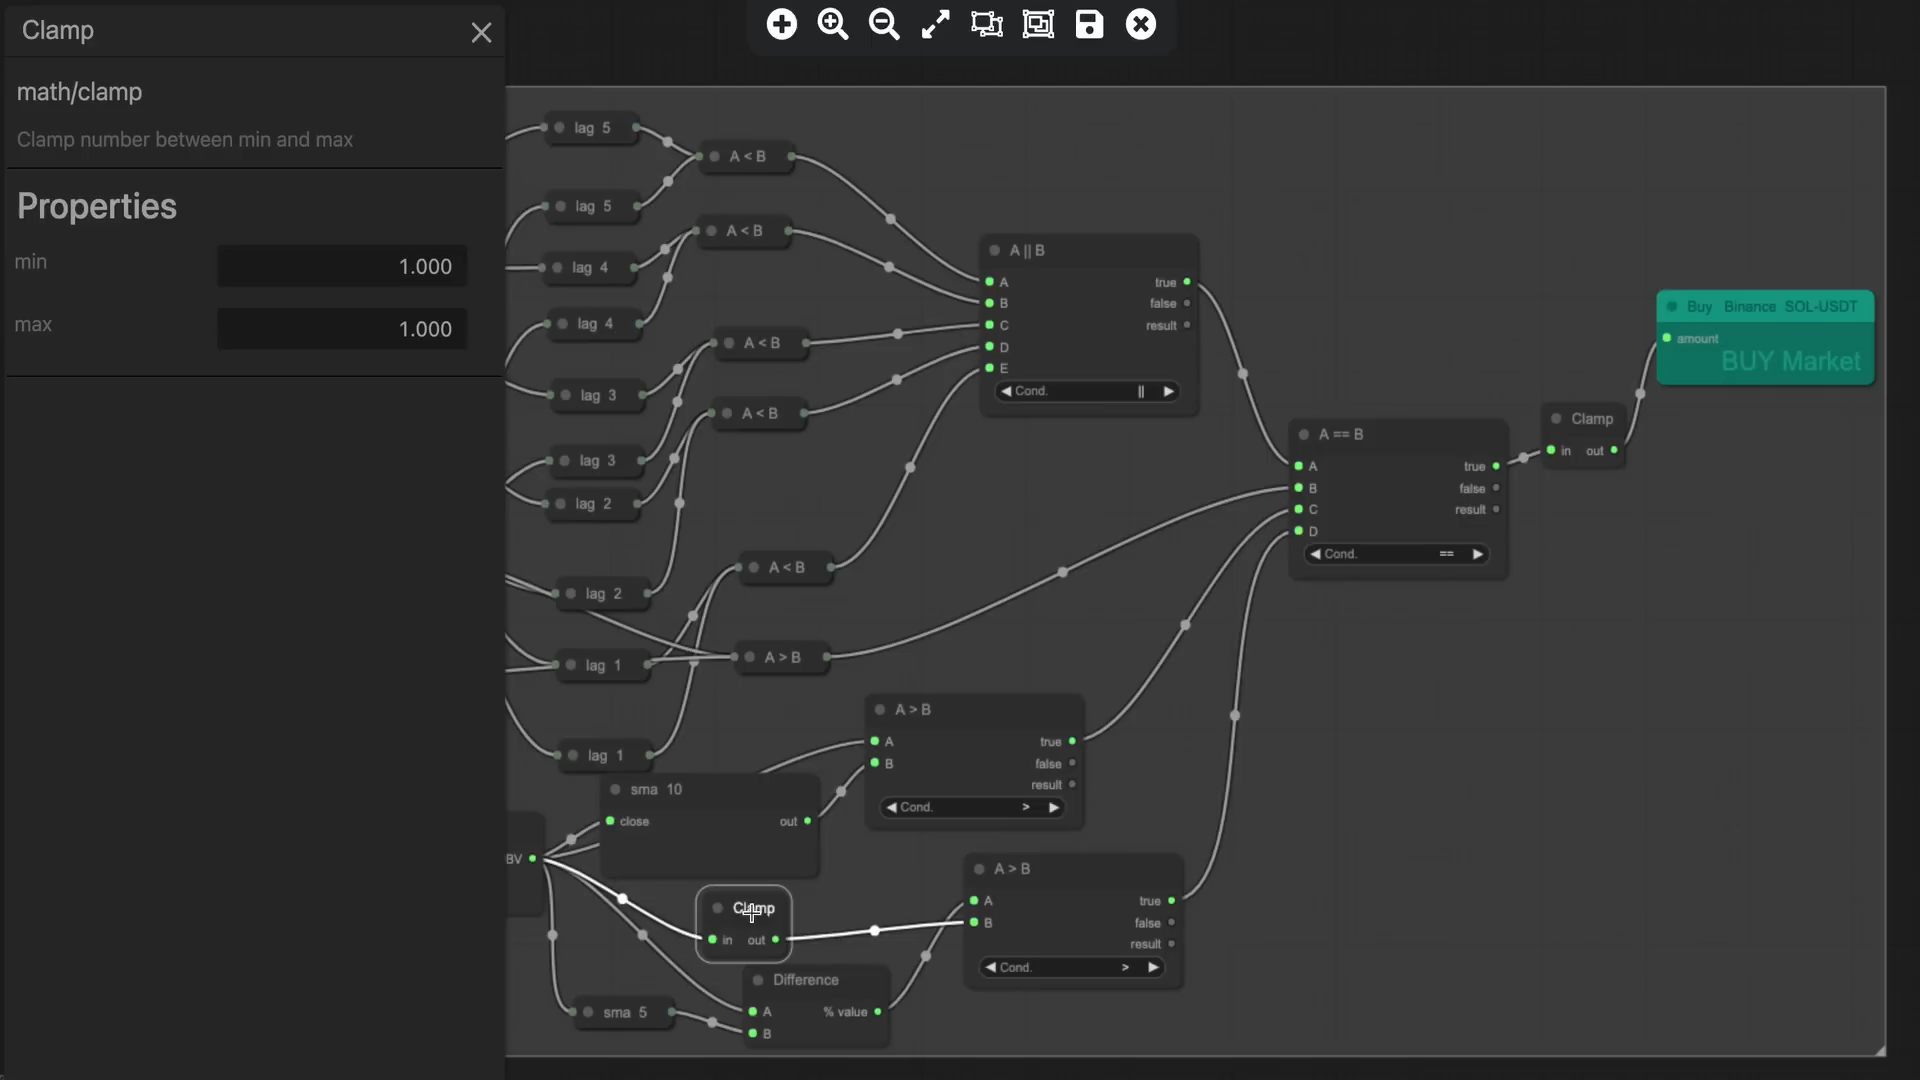 Clamp
math/clamp
Clamp number between min and max
Properties
min 1.000
max 1.000
lag 5
A < B
lag 5
A < B
lag 4
lag 4
A < B
lag 3
A < B
lag 3
lag 2
A < B
lag 2
A > B
lag 1
lag 1
A || B
A true
B false
C result
D
E
Cond. ||
Buy Binance SOL-USDT
amount
BUY Market
A == B
A true
B false
C result
D
Cond. ==
Clamp
in out
A > B
A true
B false
result
Cond. >
sma 10
close out
BV
Clamp
in out
A > B
A true
B false
result
Cond. >
Difference
A % value
B
sma 5